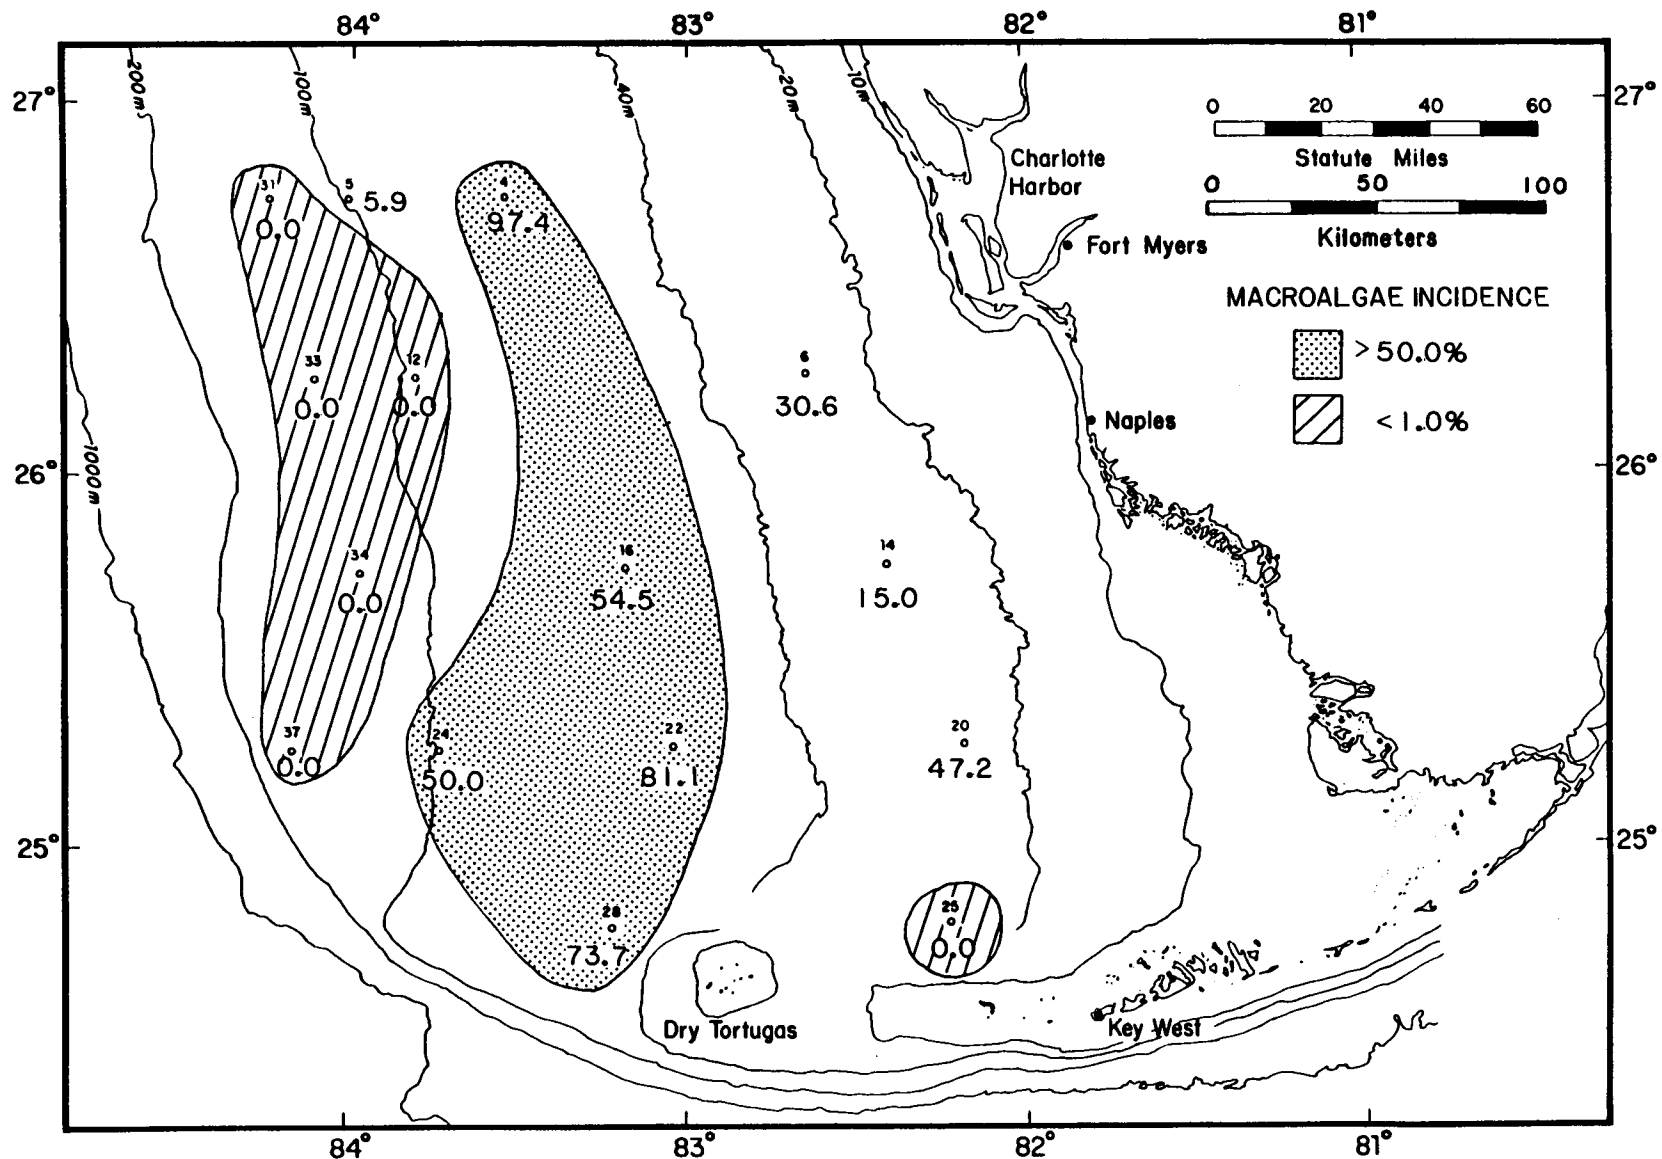 84° 83° 82° 81°
27° 27°
200m 100m 40m 20m 10m
0 20 40 60
Statute Miles
0 50 100
Kilometers
Charlotte
Harbor
Fort Myers
MACROALGAE INCIDENCE
>50.0%
<1.0%
31
0.0
5
5.9
4
97.4
33
0.0
12
0.0
6
30.6
Naples
26° 26°
1000m
34
0.0
16
54.5
14
15.0
37
0.0
24
50.0
22
81.1
20
47.2
25° 25°
28
73.7
25
0.0
Dry Tortugas
Key West
84° 83° 82° 81°